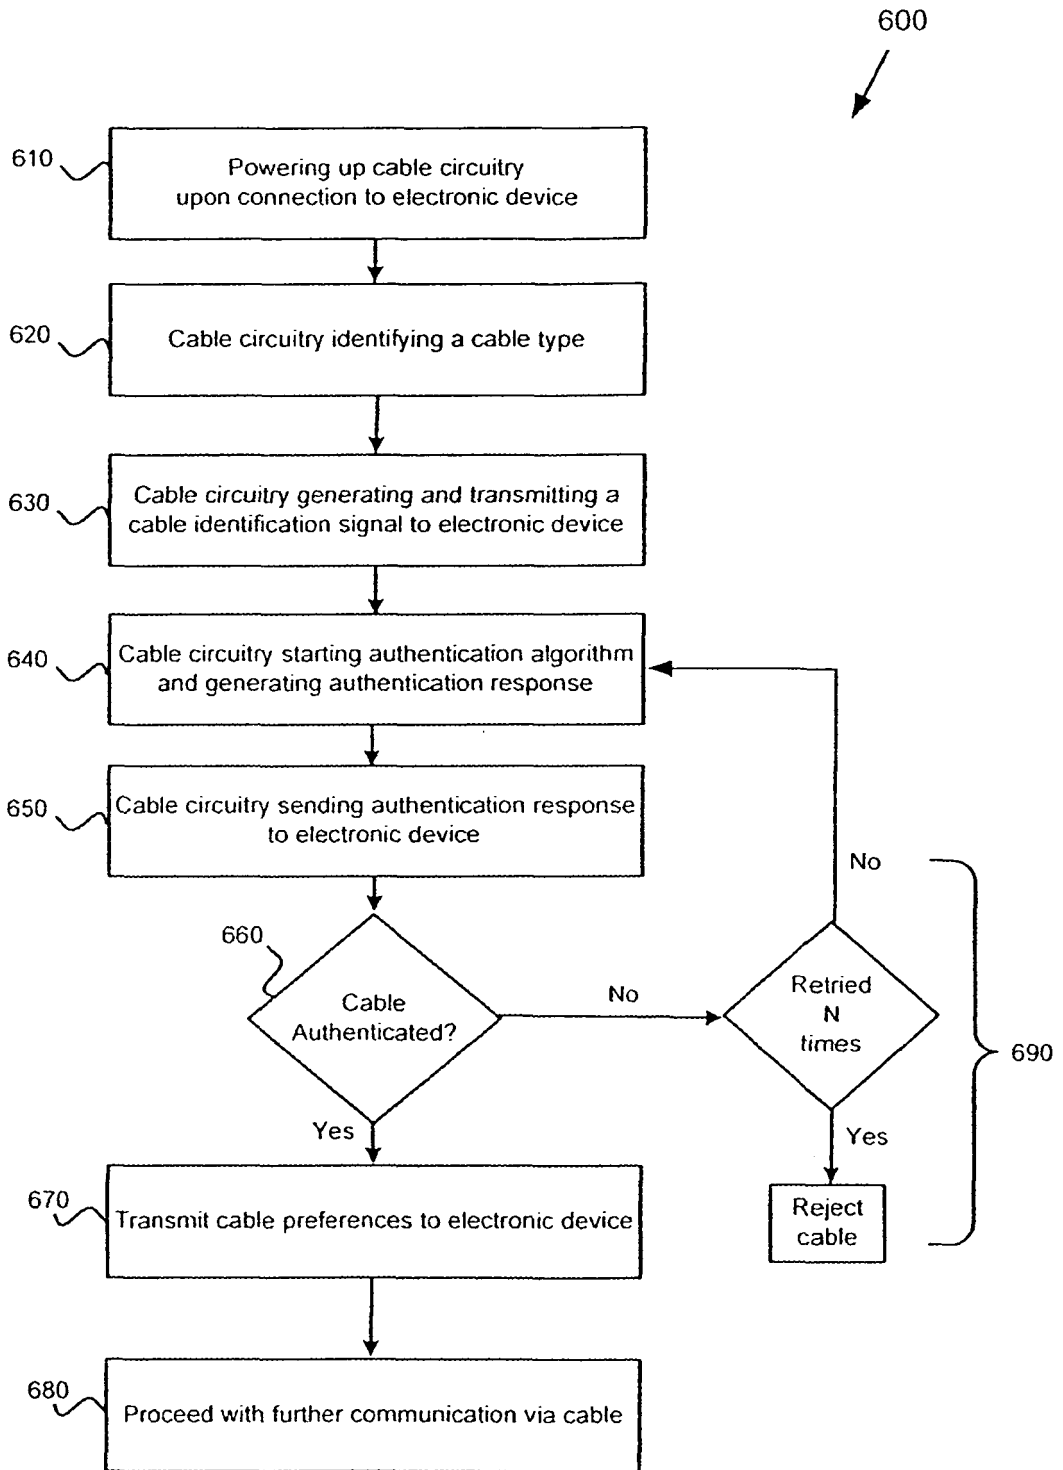 600
610
Powering up cable circuitry
upon connection to electronic device
620
Cable circuitry identifying a cable type
630
Cable circuitry generating and transmitting a
cable identification signal to electronic device
640
Cable circuitry starting authentication algorithm
and generating authentication response
650
Cable circuitry sending authentication response
to electronic device
No
660
Cable
Authenticated?
No
Retried
N
times
690
Yes
Yes
670
Transmit cable preferences to electronic device
Reject
cable
680
Proceed with further communication via cable